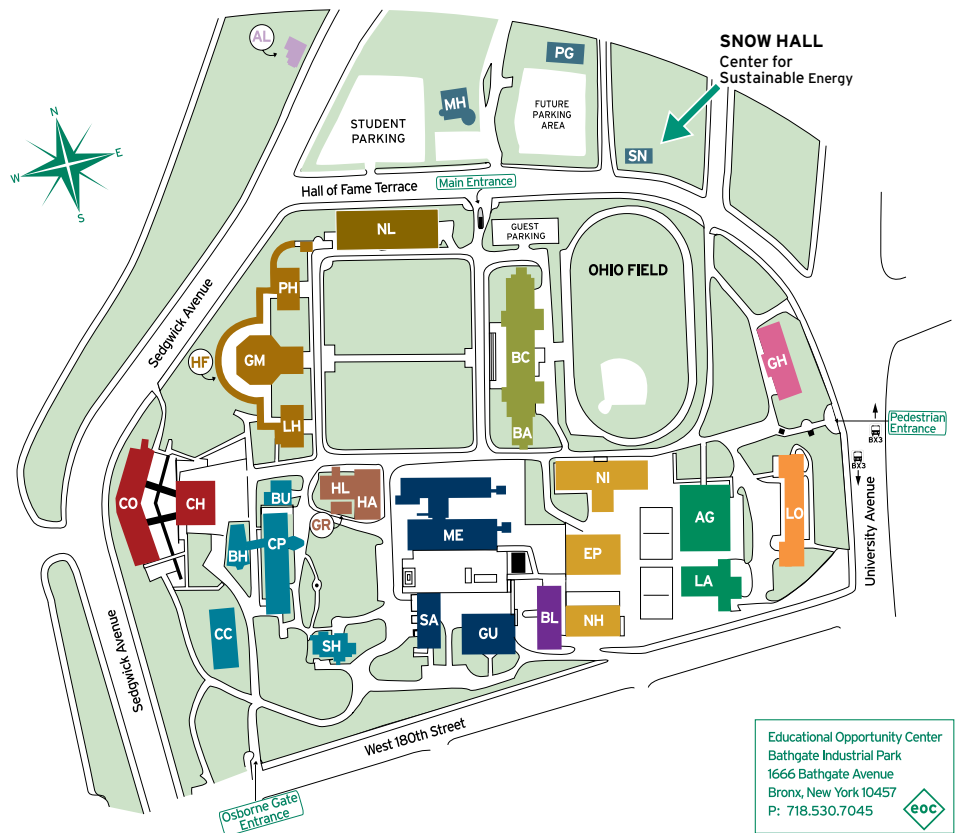 AL
SNOW HALL
Center for
Sustainable Energy
PG
MH
STUDENT
PARKING
FUTURE
PARKING
AREA
SN
N
E
W
S
Hall of Fame Terrace
Main Entrance
NL
GUEST
PARKING
OHIO FIELD
PH
Sedgwick Avenue
HF
GM
BC
GH
LH
BA
Pedestrian
Entrance
BX3
BX3
CO
CH
BU
HL
HA
GR
NI
AG
LO
University Avenue
BH
CP
ME
EP
LA
CC
SH
SA
GU
BL
NH
Sedgwick Avenue
West 180th Street
Osborne Gate
Entrance
Educational Opportunity Center
Bathgate Industrial Park
1666 Bathgate Avenue
Bronx, New York 10457
P: 718.530.7045
eoc